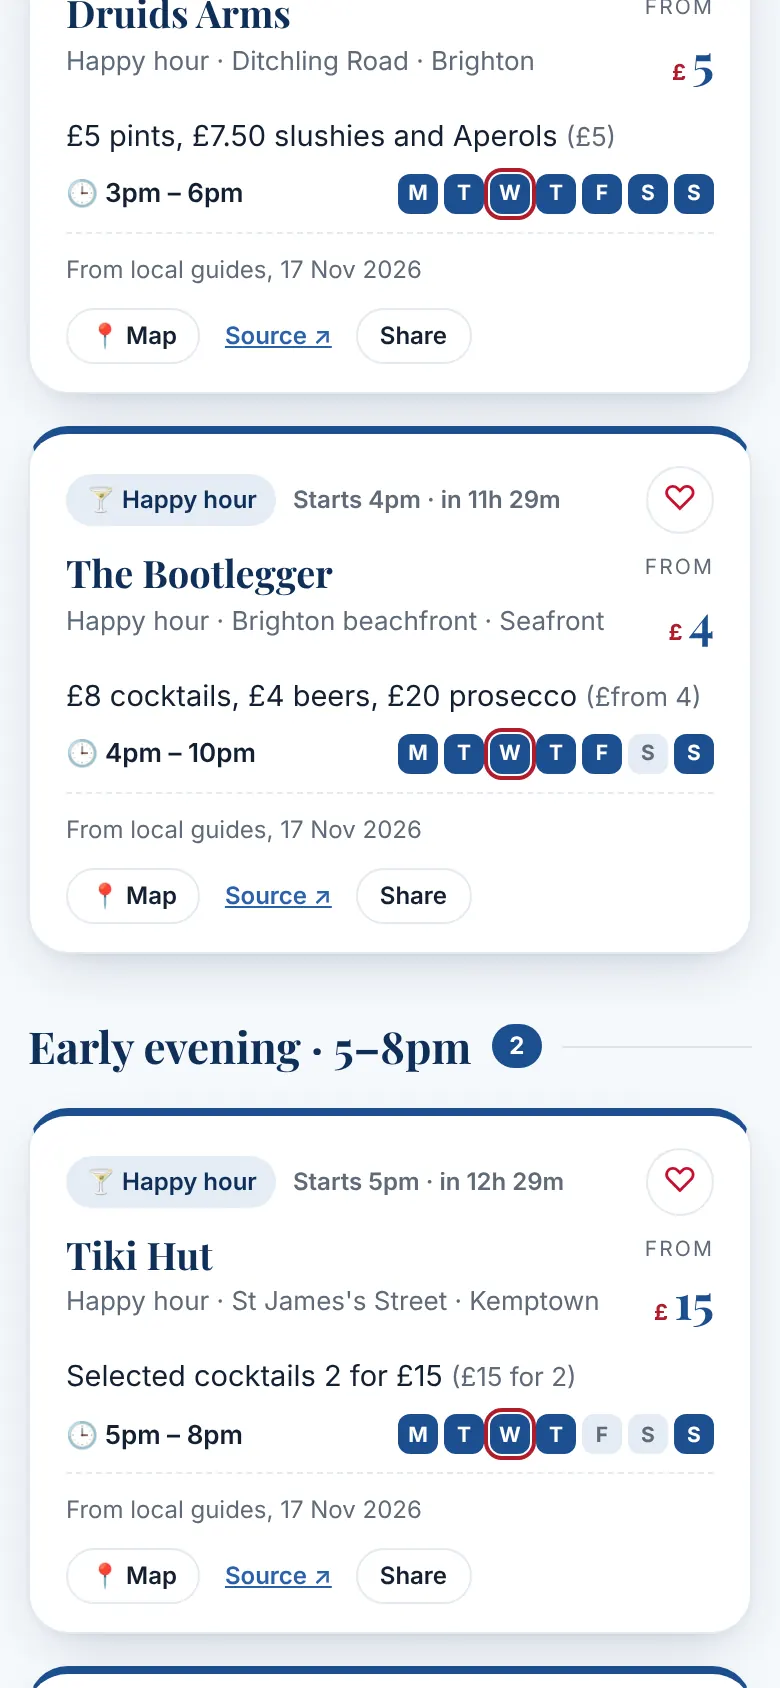 Druids Arms
FROM
Happy hour · Ditchling Road · Brighton
£5
£5 pints, £7.50 slushies and Aperols (£5)
3pm – 6pm
M T W T F S S
From local guides, 17 Nov 2026
Map Source ↗ Share
Happy hour Starts 4pm · in 11h 29m
The Bootlegger
FROM
Happy hour · Brighton beachfront · Seafront
£4
£8 cocktails, £4 beers, £20 prosecco (£from 4)
4pm – 10pm
M T W T F S S
From local guides, 17 Nov 2026
Map Source ↗ Share
Early evening · 5–8pm 2
Happy hour Starts 5pm · in 12h 29m
Tiki Hut
FROM
Happy hour · St James's Street · Kemptown
£15
Selected cocktails 2 for £15 (£15 for 2)
5pm – 8pm
M T W T F S S
From local guides, 17 Nov 2026
Map Source ↗ Share